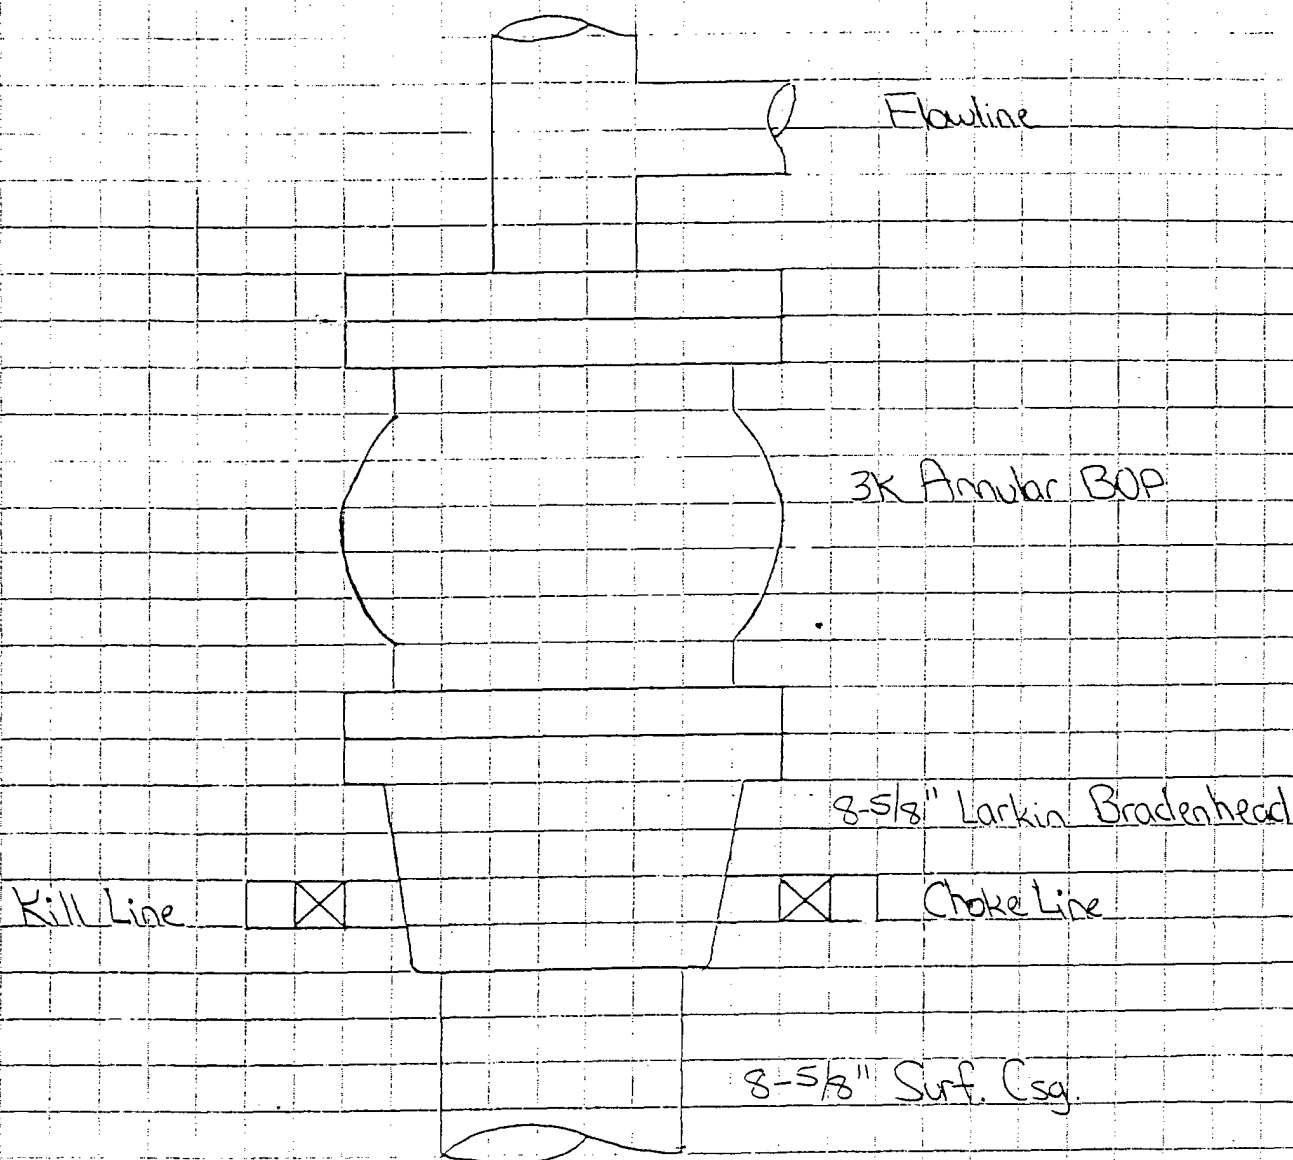 Flowline
3K Annular BOP
8-5/8" Larkin Bradenhead
Kill Line
Choke Line
8-5/8" Surf. Csg.